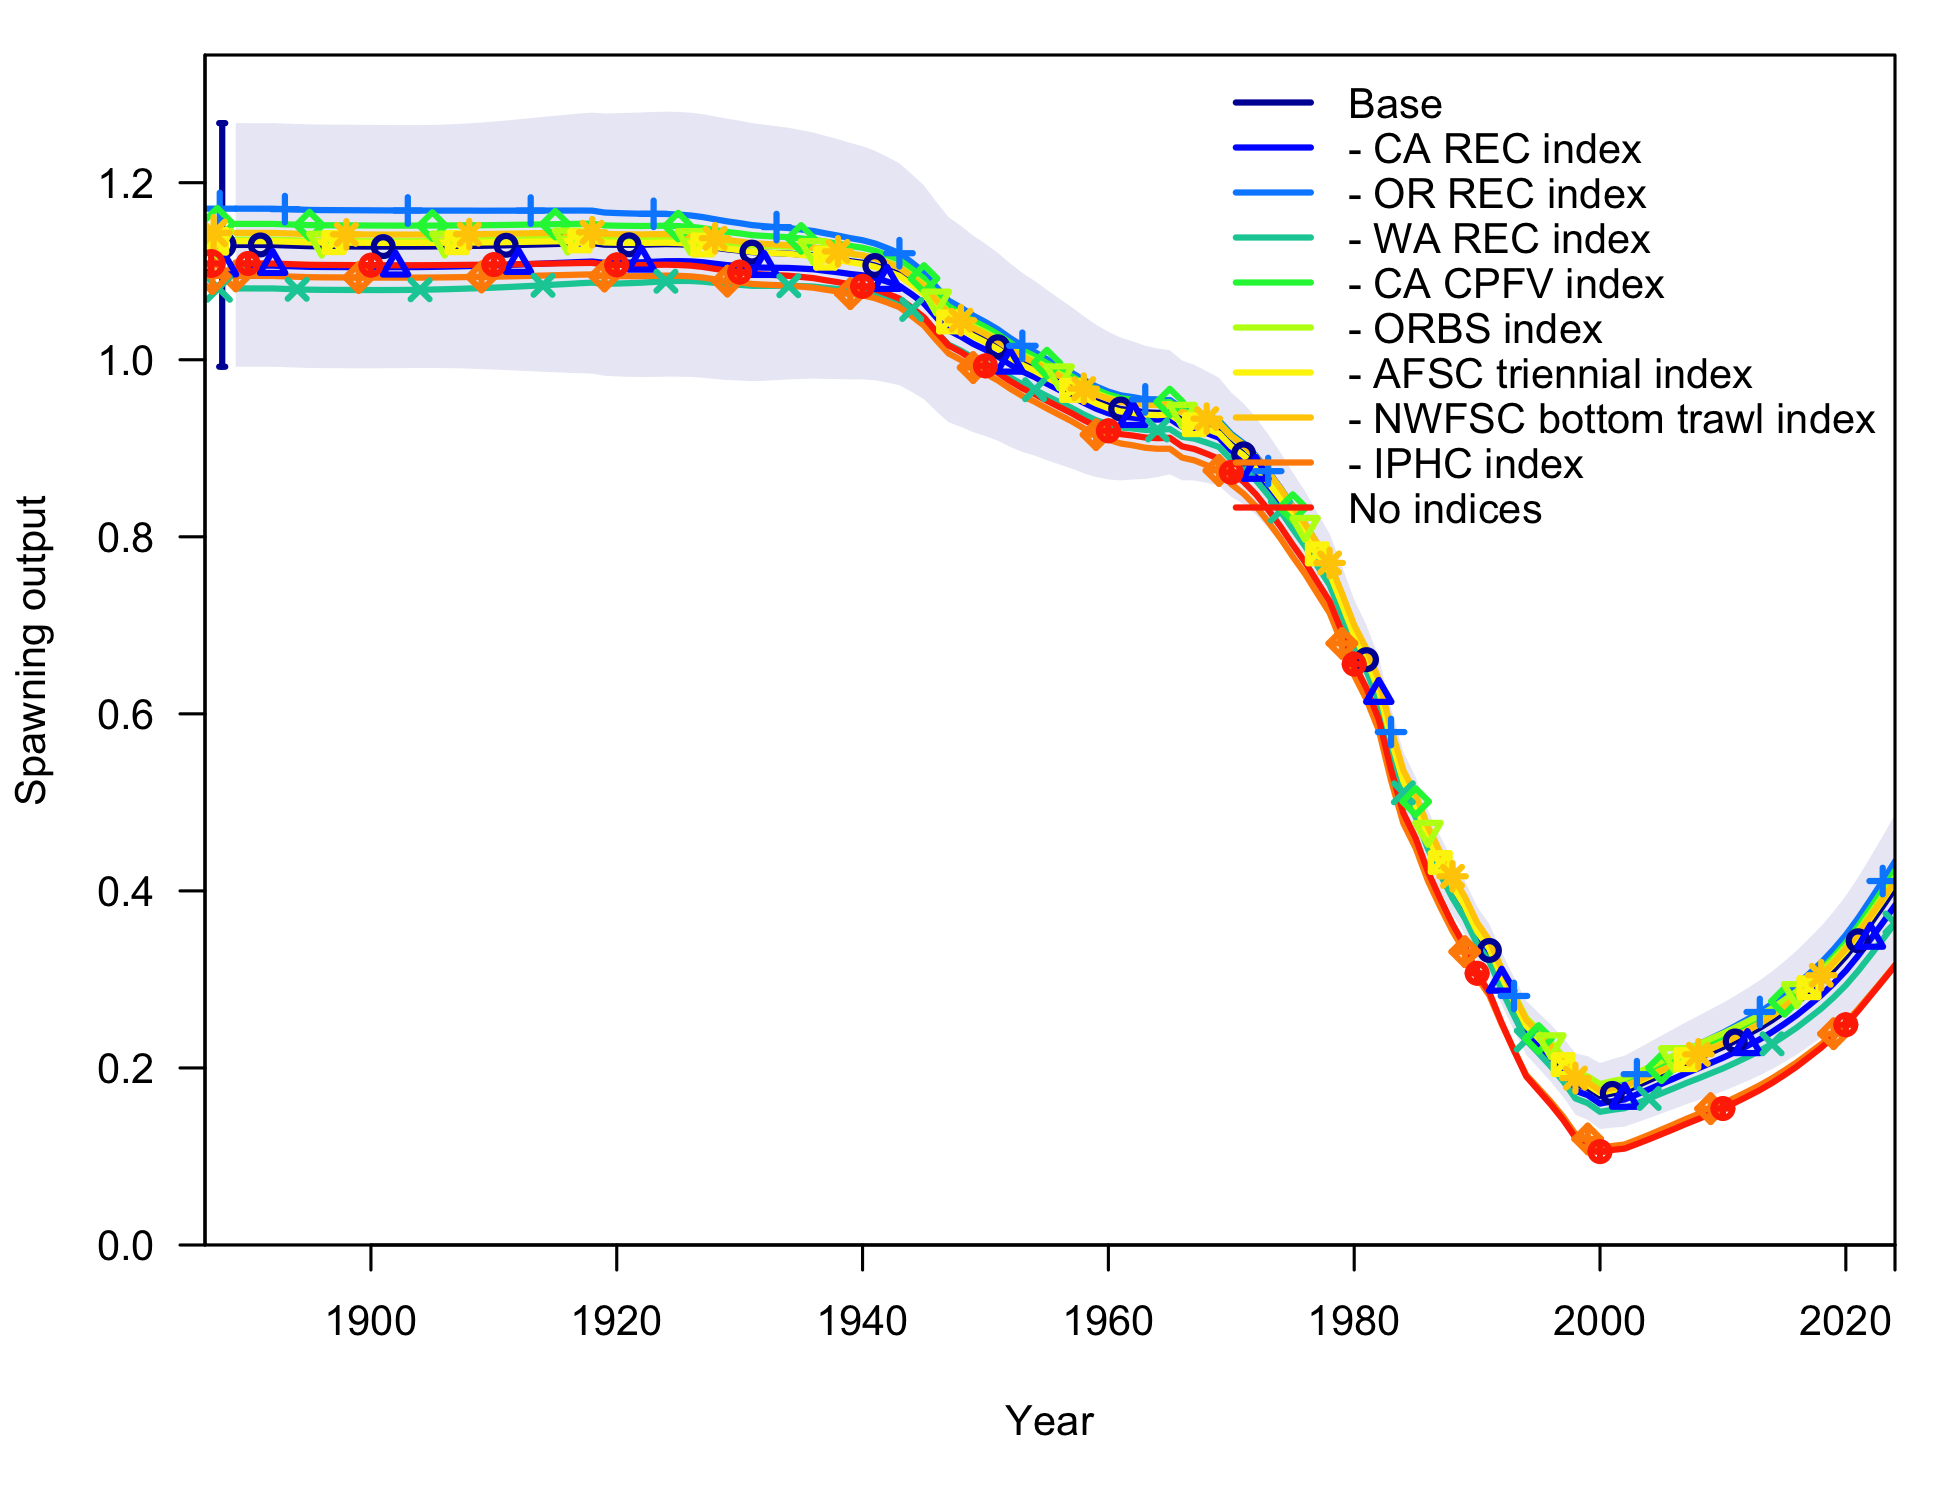 Base
- CA REC index
- OR REC index
- WA REC index
- CA CPFV index
- ORBS index
- AFSC triennial index
- NWFSC bottom trawl index
- IPHC index
No indices
1.2
1.0
0.8
0.6
0.4
0.2
0.0
Spawning output
1900 1920 1940 1960 1980 2000 2020
Year